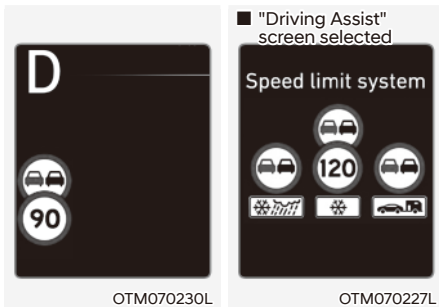 D
90
OTM070230L
■ "Driving Assist"
screen selected
Speed limit system
120
OTM070227L